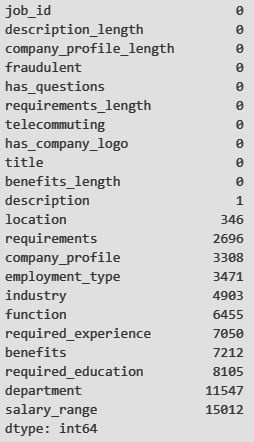 job_id 0
description_length 0
company_profile_length 0
fraudulent 0
has_questions 0
requirements_length 0
telecommuting 0
has_company_logo 0
title 0
benefits_length 0
description 1
location 346
requirements 2696
company_profile 3308
employment_type 3471
industry 4903
function 6455
required_experience 7050
benefits 7212
required_education 8105
department 11547
salary_range 15012
dtype: int64